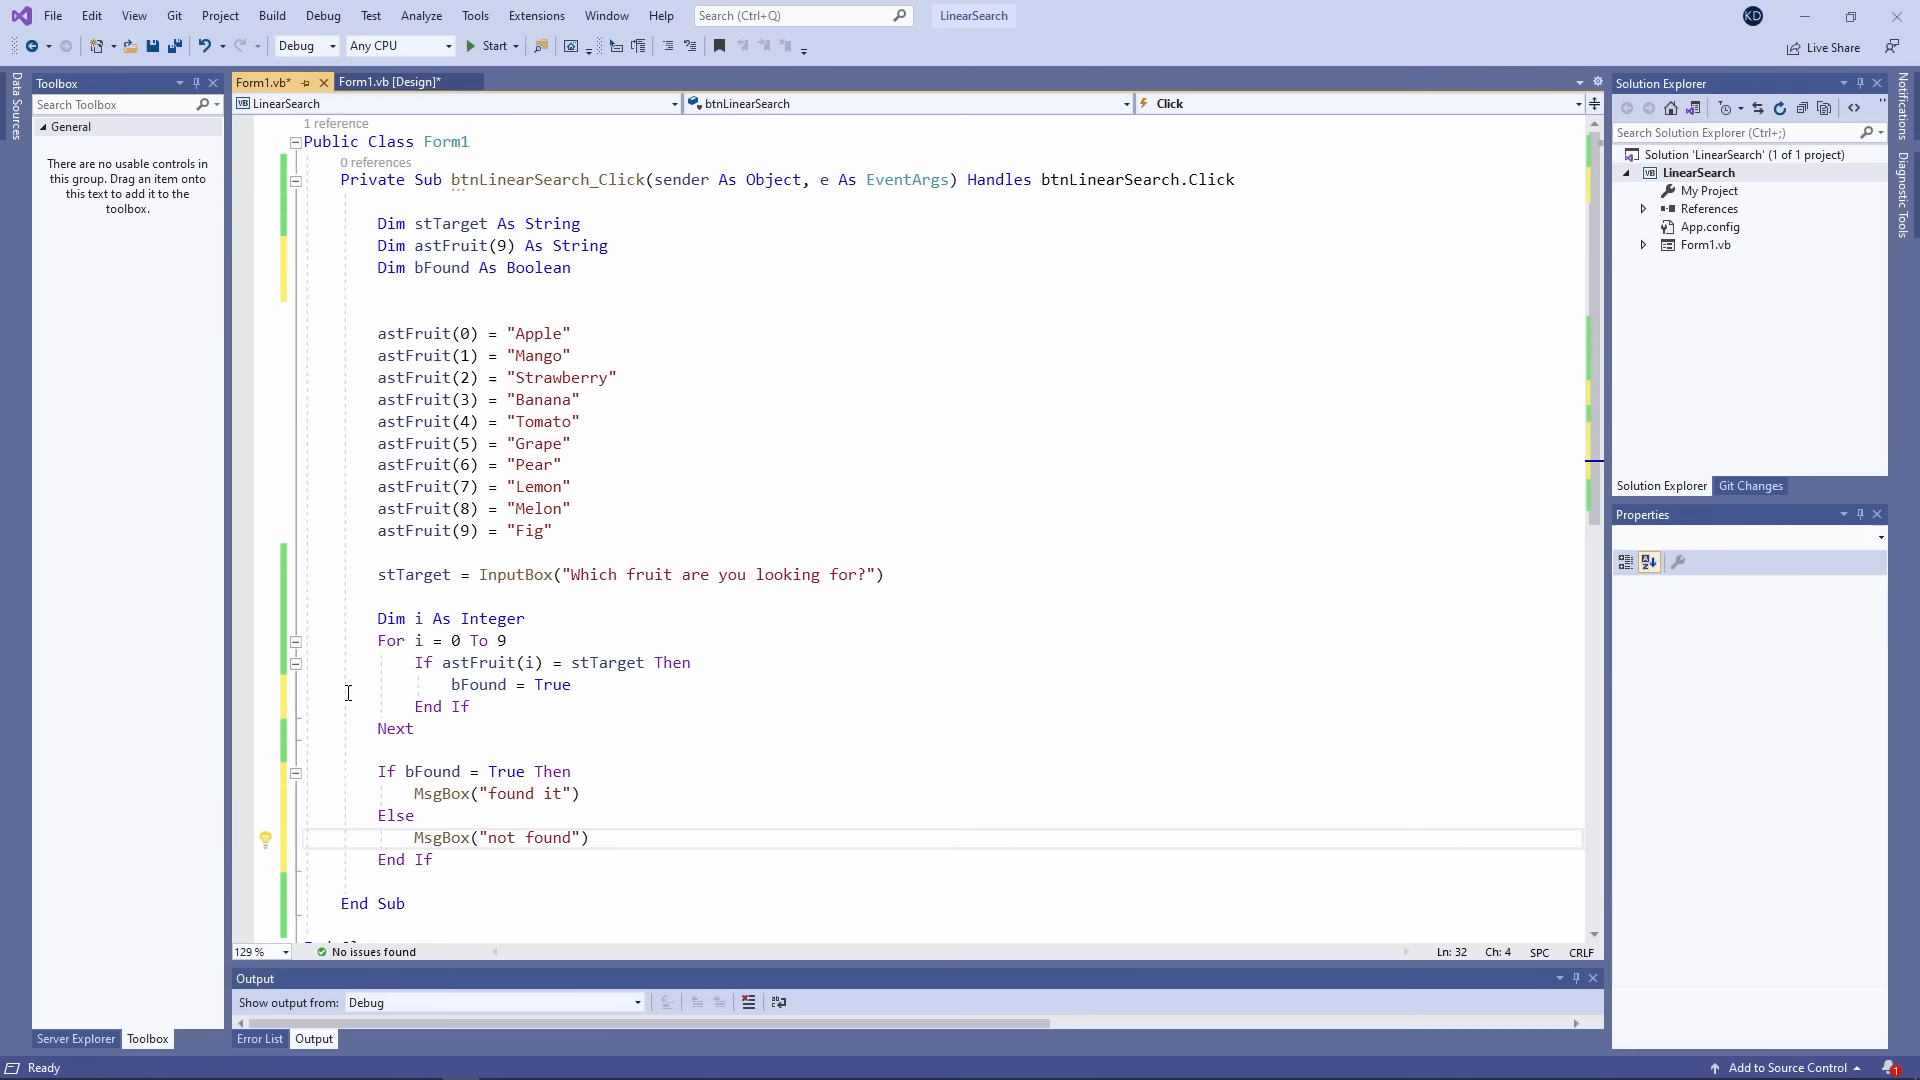 File Edit View Git Project Build Debug Test Analyze Tools Extensions Window Help Search (Ctrl+Q) LinearSearch KD
Debug Any CPU Start Live Share
Data Sources
Toolbox
Search Toolbox
General
There are no usable controls in
this group. Drag an item onto
this text to add it to the
toolbox.
Server Explorer Toolbox
Form1.vb* Form1.vb [Design]*
VB LinearSearch btnLinearSearch Click
1 reference
Public Class Form1
0 references
Private Sub btnLinearSearch_Click(sender As Object, e As EventArgs) Handles btnLinearSearch.Click
Dim stTarget As String
Dim astFruit(9) As String
Dim bFound As Boolean
astFruit(0) = "Apple"
astFruit(1) = "Mango"
astFruit(2) = "Strawberry"
astFruit(3) = "Banana"
astFruit(4) = "Tomato"
astFruit(5) = "Grape"
astFruit(6) = "Pear"
astFruit(7) = "Lemon"
astFruit(8) = "Melon"
astFruit(9) = "Fig"
stTarget = InputBox("Which fruit are you looking for?")
Dim i As Integer
For i = 0 To 9
If astFruit(i) = stTarget Then
bFound = True
End If
Next
If bFound = True Then
MsgBox("found it")
Else
MsgBox("not found")
End If
End Sub
129 % No issues found Ln: 32 Ch: 4 SPC CRLF
Output
Show output from: Debug
Error List Output
Solution Explorer
Search Solution Explorer (Ctrl+;)
Solution 'LinearSearch' (1 of 1 project)
VB LinearSearch
My Project
References
App.config
Form1.vb
Solution Explorer Git Changes
Properties
Notifications
Diagnostic Tools
Ready Add to Source Control 1